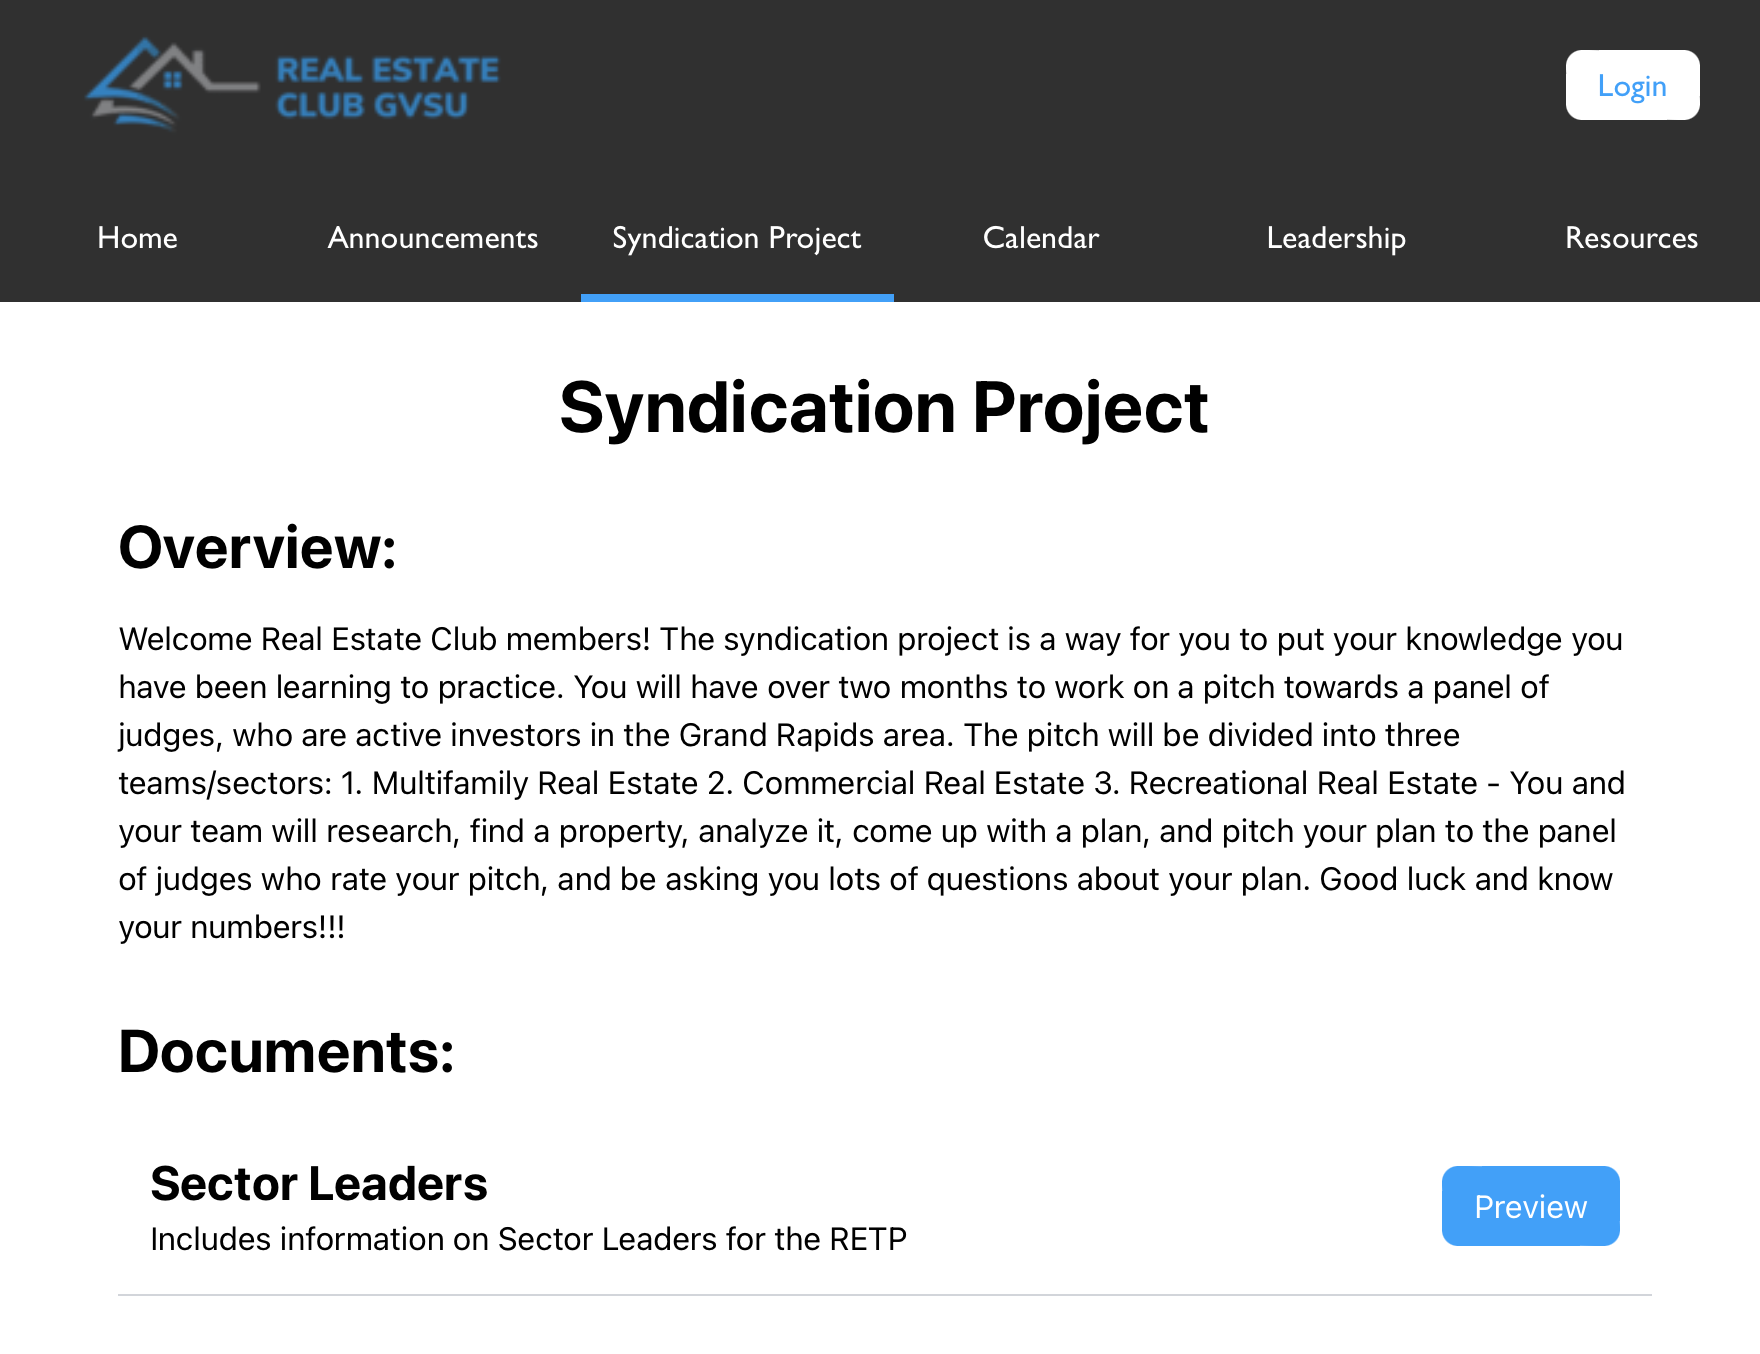 REAL ESTATE
CLUB GVSU
Login
Home
Announcements
Syndication Project
Calendar
Leadership
Resources
Syndication Project
Overview:
Welcome Real Estate Club members! The syndication project is a way for you to put your knowledge you
have been learning to practice. You will have over two months to work on a pitch towards a panel of
judges, who are active investors in the Grand Rapids area. The pitch will be divided into three
teams/sectors: 1. Multifamily Real Estate 2. Commercial Real Estate 3. Recreational Real Estate - You and
your team will research, find a property, analyze it, come up with a plan, and pitch your plan to the panel
of judges who rate your pitch, and be asking you lots of questions about your plan. Good luck and know
your numbers!!!
Documents:
Sector Leaders
Includes information on Sector Leaders for the RETP
Preview